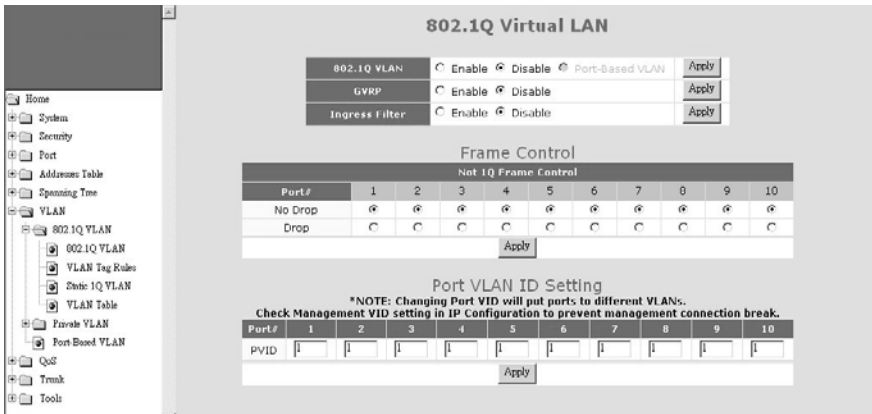 802.1Q Virtual LAN
802.1Q VLAN Enable Disable Port-Based VLAN Apply
GVRP Enable Disable Apply
Ingress Filter Enable Disable Apply
Home
System
Security
Port
Addresses Table
Spanning Tree
VLAN
802.1Q VLAN
802.1Q VLAN
VLAN Tag Rules
Static 1Q VLAN
VLAN Table
Private VLAN
Port-Based VLAN
QoS
Trunk
Tools
Frame Control
Not 1Q Frame Control
Port# 1 2 3 4 5 6 7 8 9 10
No Drop
Drop
Apply
Port VLAN ID Setting
*NOTE: Changing Port VID will put ports to different VLANs.
Check Management VID setting in IP Configuration to prevent management connection break.
Port# 1 2 3 4 5 6 7 8 9 10
PVID 1 1 1 1 1 1 1 1 1 1
Apply